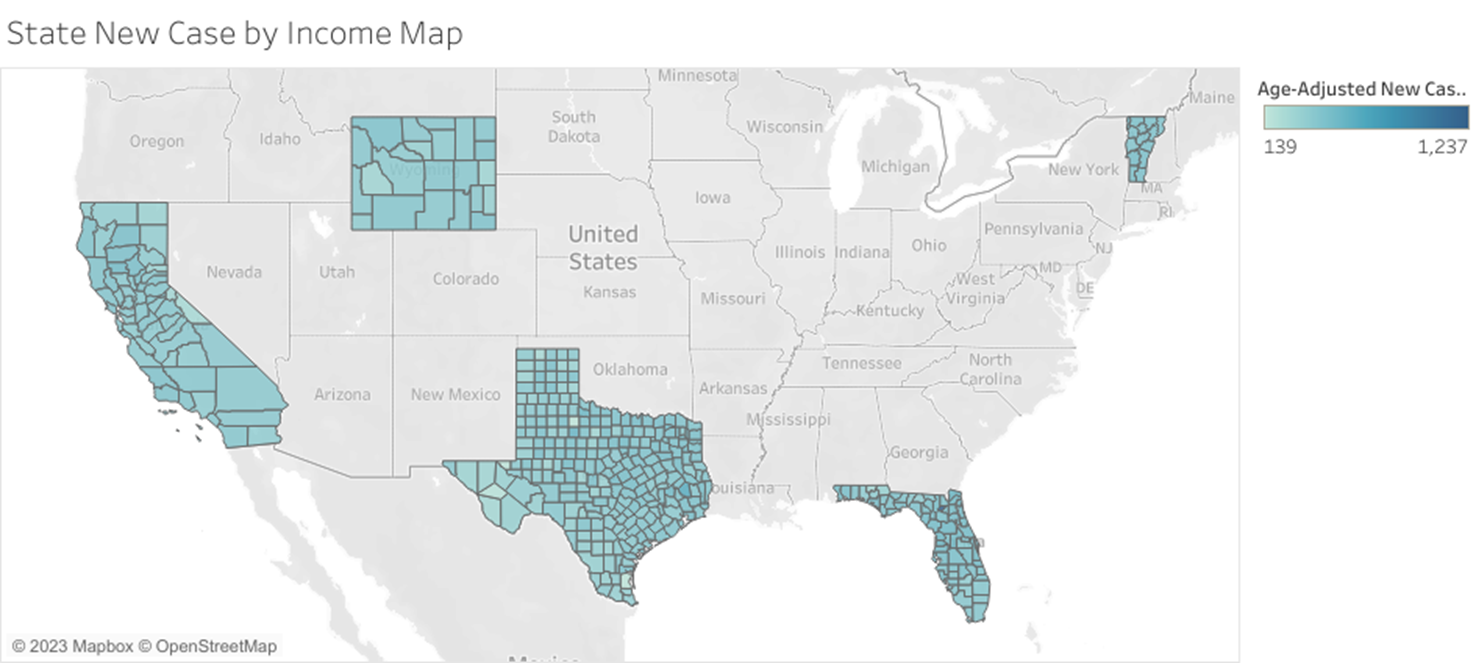 State New Case by Income Map
Age-Adjusted New Cas..
139
1,237
Minnesota
Maine
Oregon
Idaho
South
Dakota
Wisconsin
Michigan
New York
Wyoming
MA
RI
Iowa
United
States
Pennsylvania
Nevada
Utah
Colorado
Kansas
Illinois
Indiana
Ohio
NJ
MD
DE
West
Virginia
Missouri
Kentucky
Arizona
New Mexico
Oklahoma
Arkansas
Tennessee
North
Carolina
Mississippi
Georgia
ouisiana
© 2023 Mapbox © OpenStreetMap